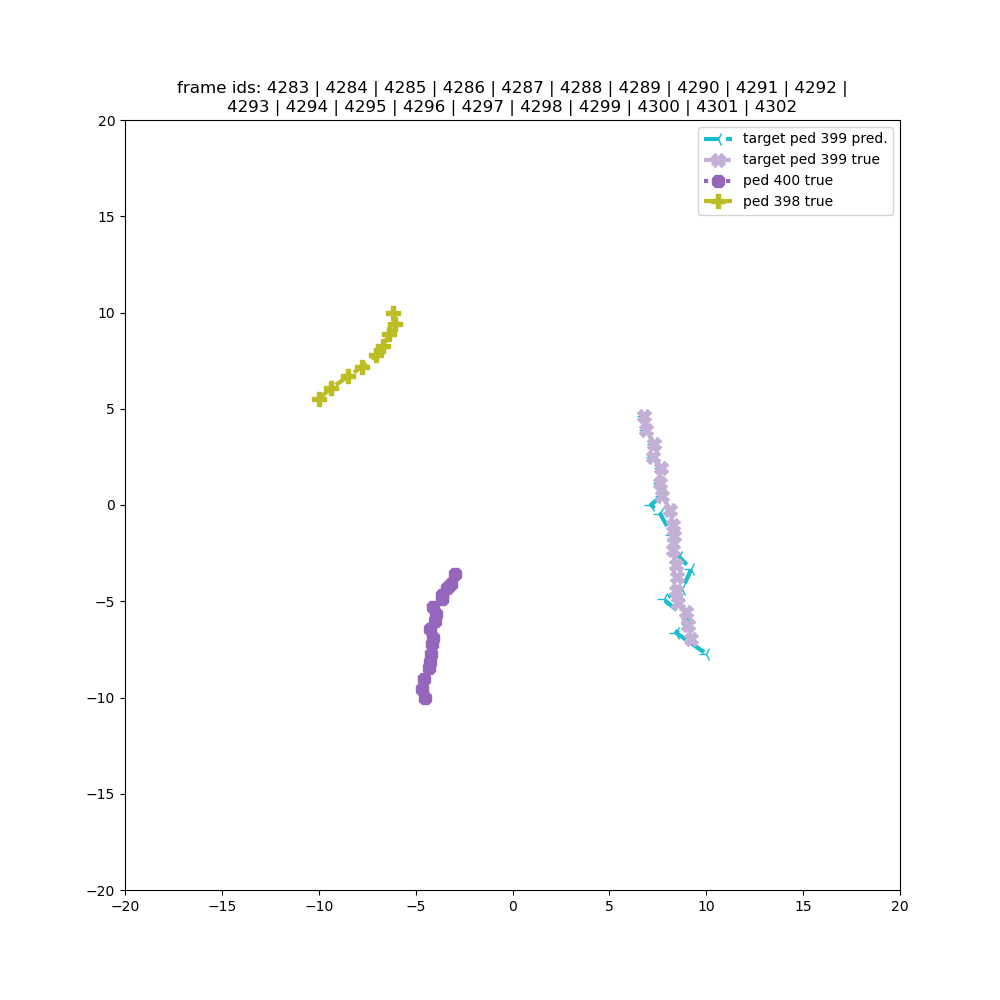 frame ids: 4283 | 4284 | 4285 | 4286 | 4287 | 4288 | 4289 | 4290 | 4291 | 4292 |
4293 | 4294 | 4295 | 4296 | 4297 | 4298 | 4299 | 4300 | 4301 | 4302
target ped 399 pred.
target ped 399 true
ped 400 true
ped 398 true
20
15
10
5
0
−5
−10
−15
−20
−20 −15 −10 −5 0 5 10 15 20